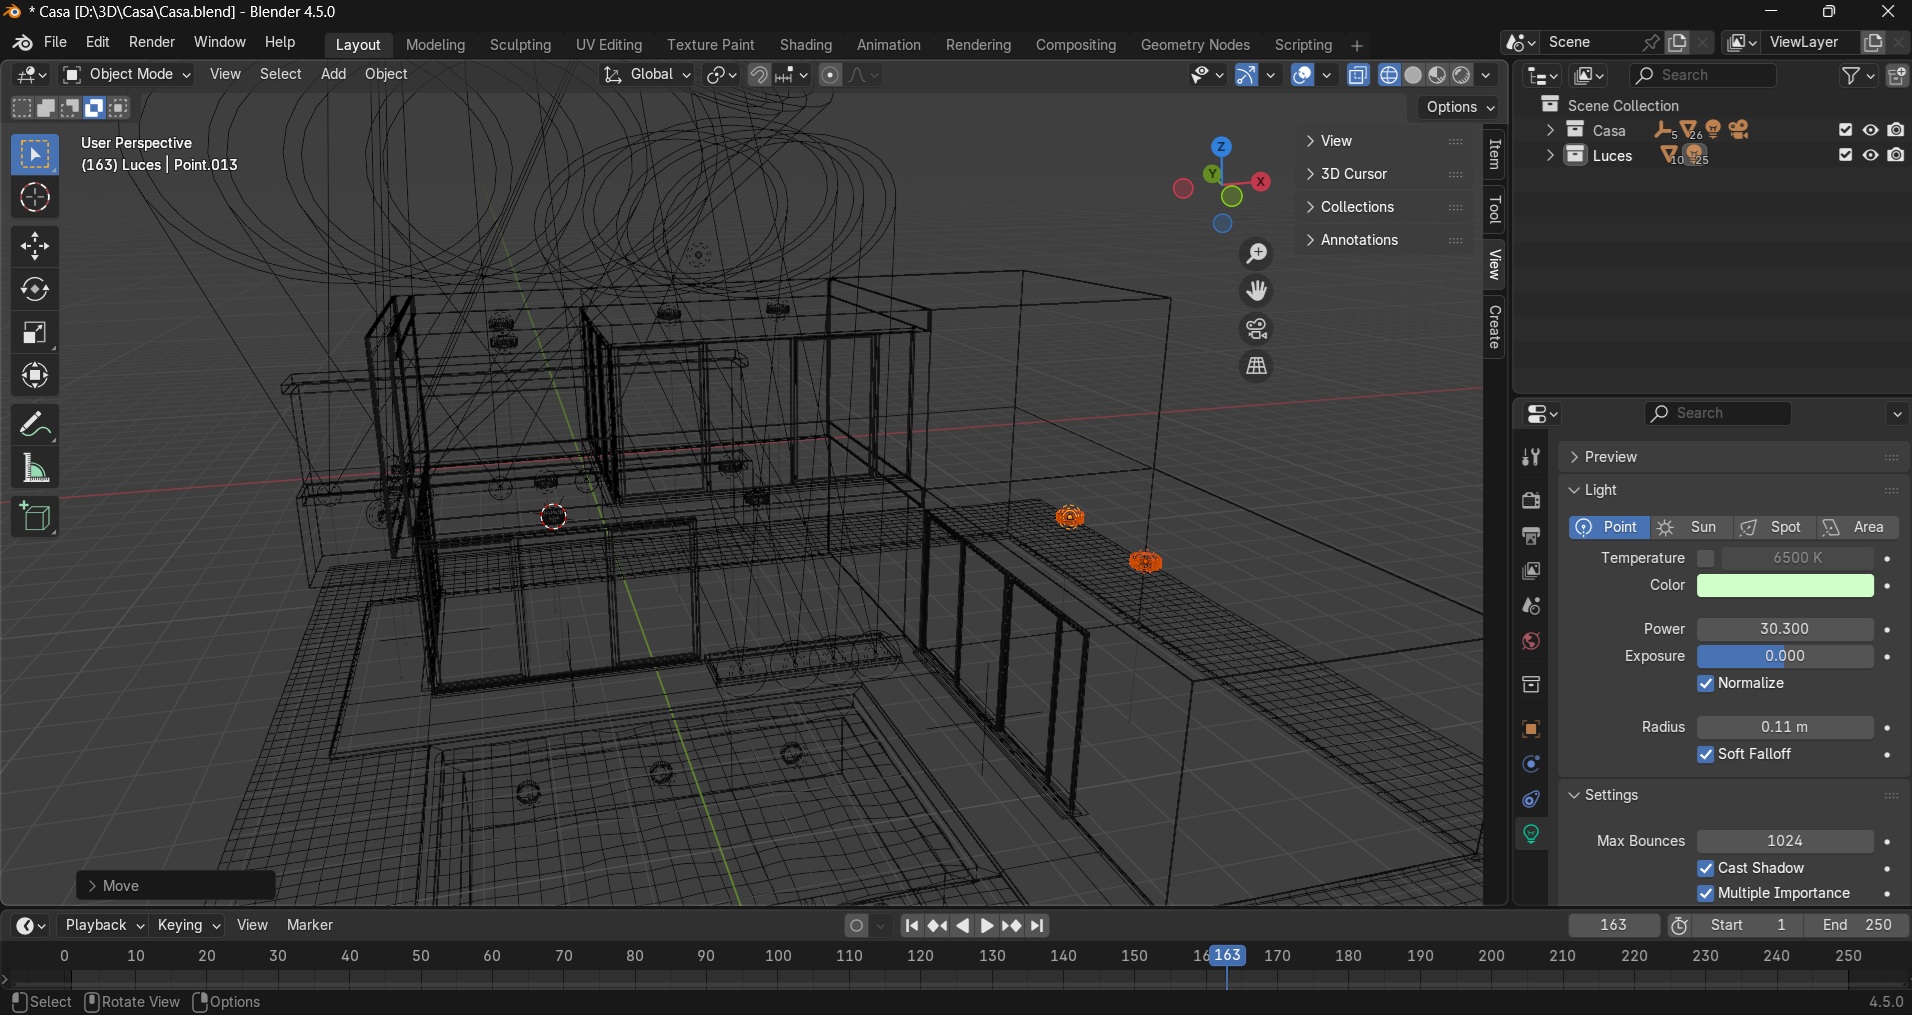 * Casa [D:\3D\Casa\Casa.blend] - Blender 4.5.0
File Edit Render Window Help Layout Modeling Sculpting UV Editing Texture Paint Shading Animation Rendering Compositing Geometry Nodes Scripting + Scene ViewLayer
Object Mode View Select Add Object Global Search
Options
Scene Collection
User Perspective
(163) Luces | Point.013
View
3D Cursor
Collections
Annotations
Item
Tool
View
Create
Z
Y
X
Casa 5 26
Luces 10 25
Search
Preview
Light
Point Sun Spot Area
Temperature 6500 K
Color
Power 30.300
Exposure 0.000
Normalize
Radius 0.11 m
Soft Falloff
Settings
Max Bounces 1024
Cast Shadow
Multiple Importance
Move
Playback Keying View Marker 163 Start 1 End 250
0 10 20 30 40 50 60 70 80 90 100 110 120 130 140 150 16 163 170 180 190 200 210 220 230 240 250
Select Rotate View Options 4.5.0